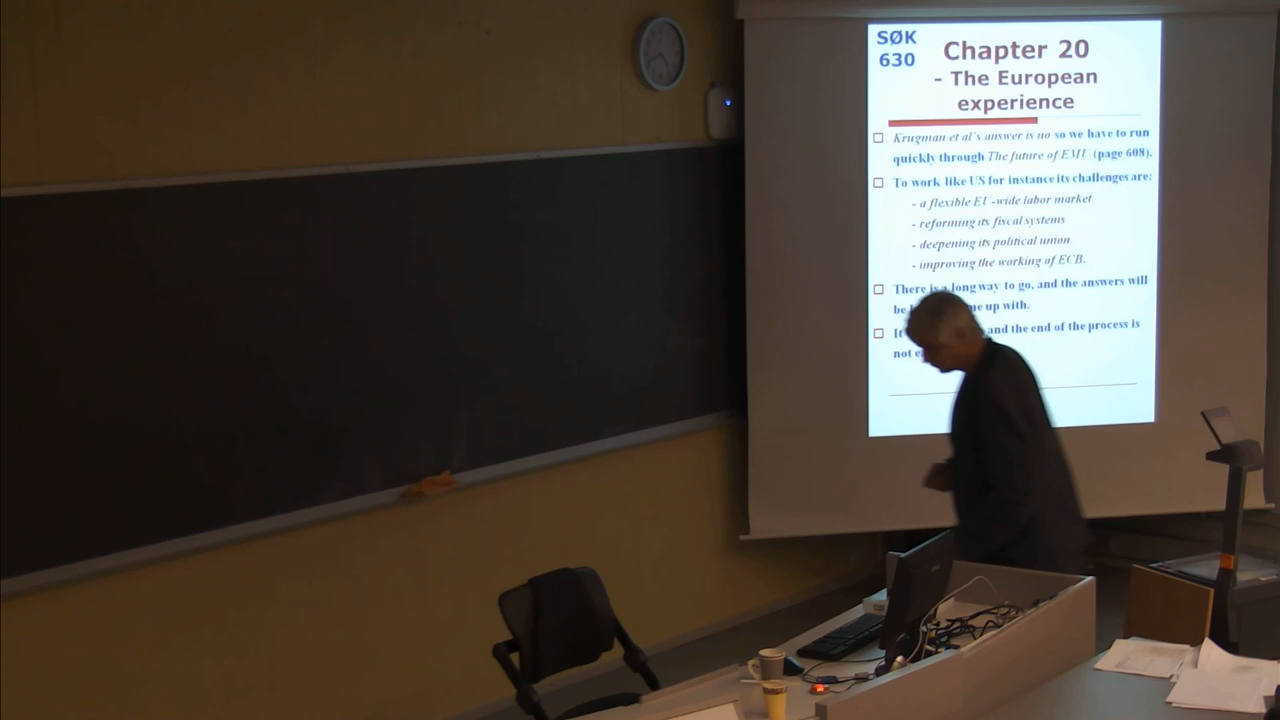 SØK
630
Chapter 20
- The European
experience
Krugman et al's answer is no so we have to run
quickly through The future of EMU (page 608).
To work like US for instance its challenges are:
- a flexible EU-wide labor market
- reforming its fiscal systems
- deepening its political union
- improving the working of ECB.
There is a long way to go, and the answers will
be up with.
It and the end of the process is
not